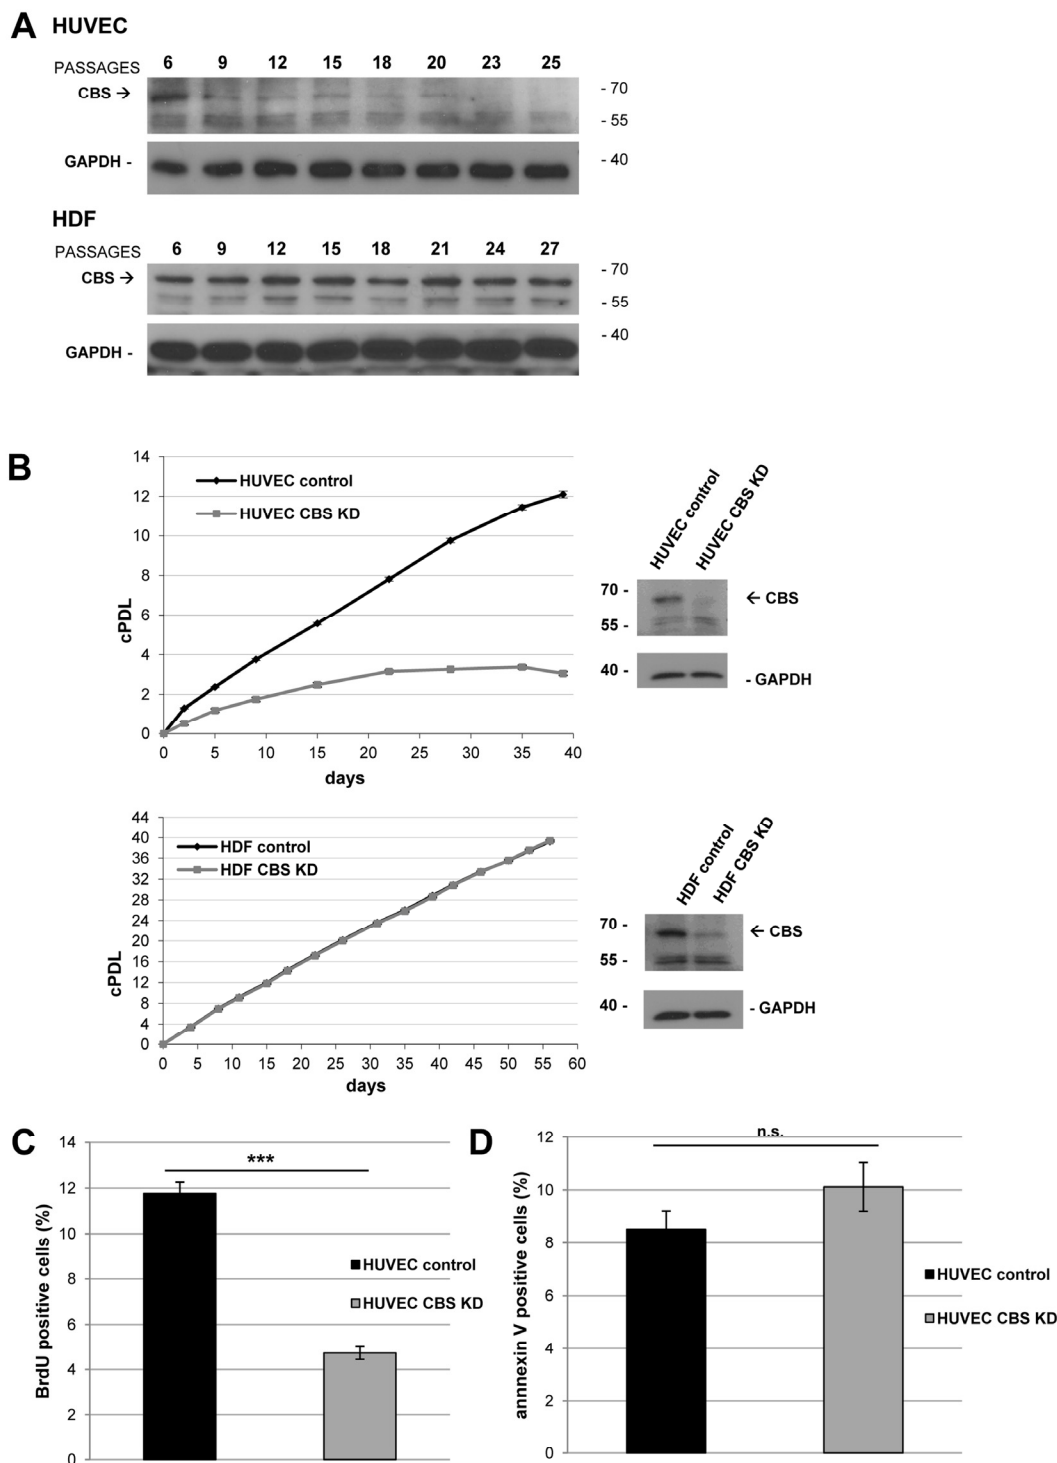 A HUVEC
PASSAGES 6 9 12 15 18 20 23 25
CBS →
- 70
- 55
GAPDH -
- 40
HDF
PASSAGES 6 9 12 15 18 21 24 27
CBS →
- 70
- 55
- 40
GAPDH -
B
14
12
10
8
6
4
2
0
cPDL
HUVEC control
HUVEC CBS KD
0 5 10 15 20 25 30 35 40
days
HUVEC control
HUVEC CBS KD
70 -
← CBS
55 -
40 -
- GAPDH
44
40
36
32
28
24
20
16
12
8
4
0
cPDL
HDF control
HDF CBS KD
0 5 10 15 20 25 30 35 40 45 50 55 60
days
HDF control
HDF CBS KD
70 -
← CBS
55 -
40 -
- GAPDH
C
14
12
10
8
6
4
2
0
BrdU positive cells (%)
***
HUVEC control
HUVEC CBS KD
D
12
10
8
6
4
2
0
annnexin V positive cells (%)
n.s.
HUVEC control
HUVEC CBS KD